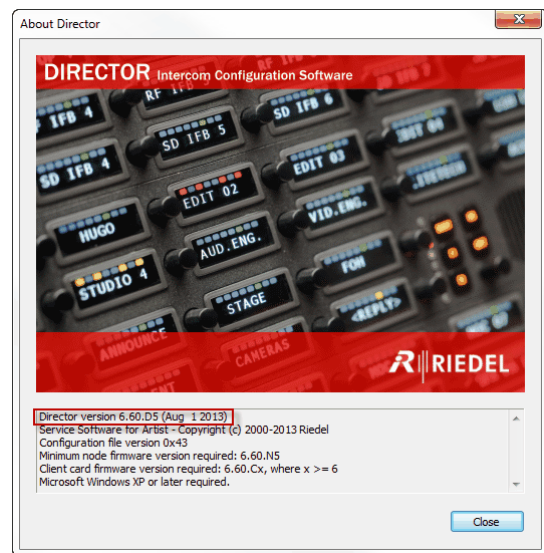 About Director
DIRECTOR Intercom Configuration Software
IFB 4
RF IFB
SD IFB 6
SD IFB 5
EDIT 04
SD IFB 4
EDIT 03
EDIT 02
VID.ENG.
HUGO
AUD.ENG.
FOH
STUDIO 4
STAGE
<REPLY>
ANNOUNCE
CAMERAS
RIEDEL
Director version 6.60.D5 (Aug 1 2013)
Service Software for Artist - Copyright (c) 2000-2013 Riedel
Configuration file version 0x43
Minimum node firmware version required: 6.60.N5
Client card firmware version required: 6.60.Cx, where x >= 6
Microsoft Windows XP or later required.
Close